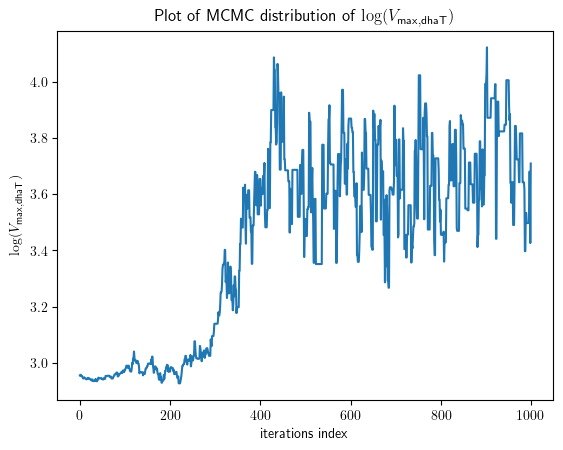 Plot of MCMC distribution of log(V_max,dhaT)
log(V_max,dhaT)
4.0
3.8
3.6
3.4
3.2
3.0
0 200 400 600 800 1000
iterations index